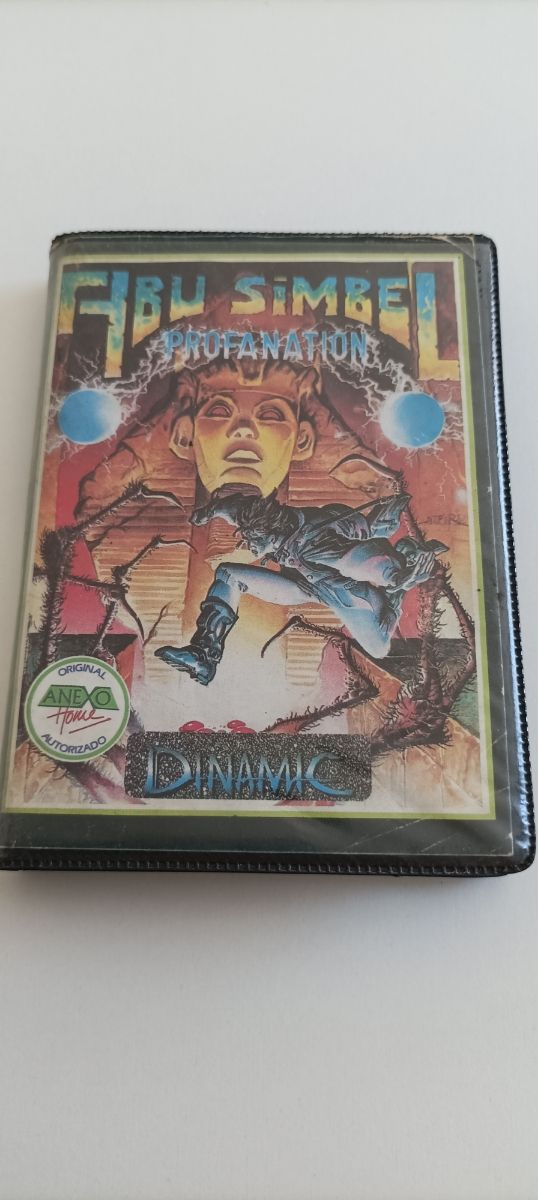 ABU SiMBEL
PROFANATION
ORIGINAL
ANEXO
Home
AUTORIZADO
DINAMIC